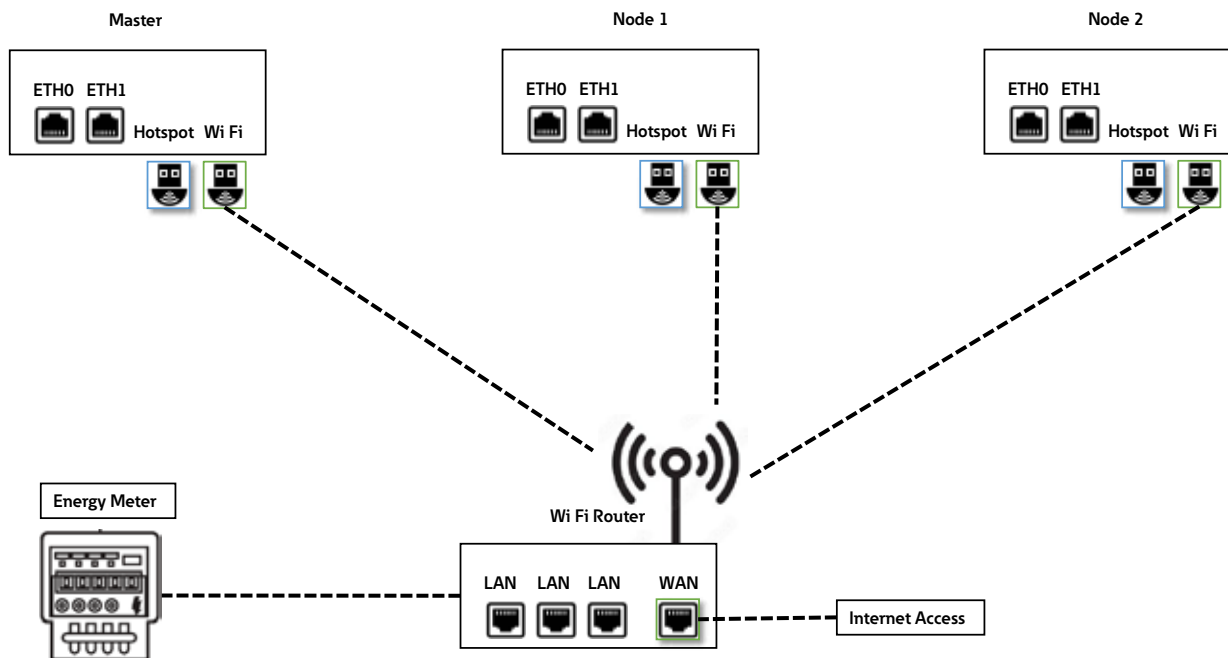 Master
Node 1
Node 2
ETH0 ETH1
Hotspot Wi Fi
ETH0 ETH1
Hotspot Wi Fi
ETH0 ETH1
Hotspot Wi Fi
Energy Meter
Wi Fi Router
LAN LAN LAN WAN
Internet Access